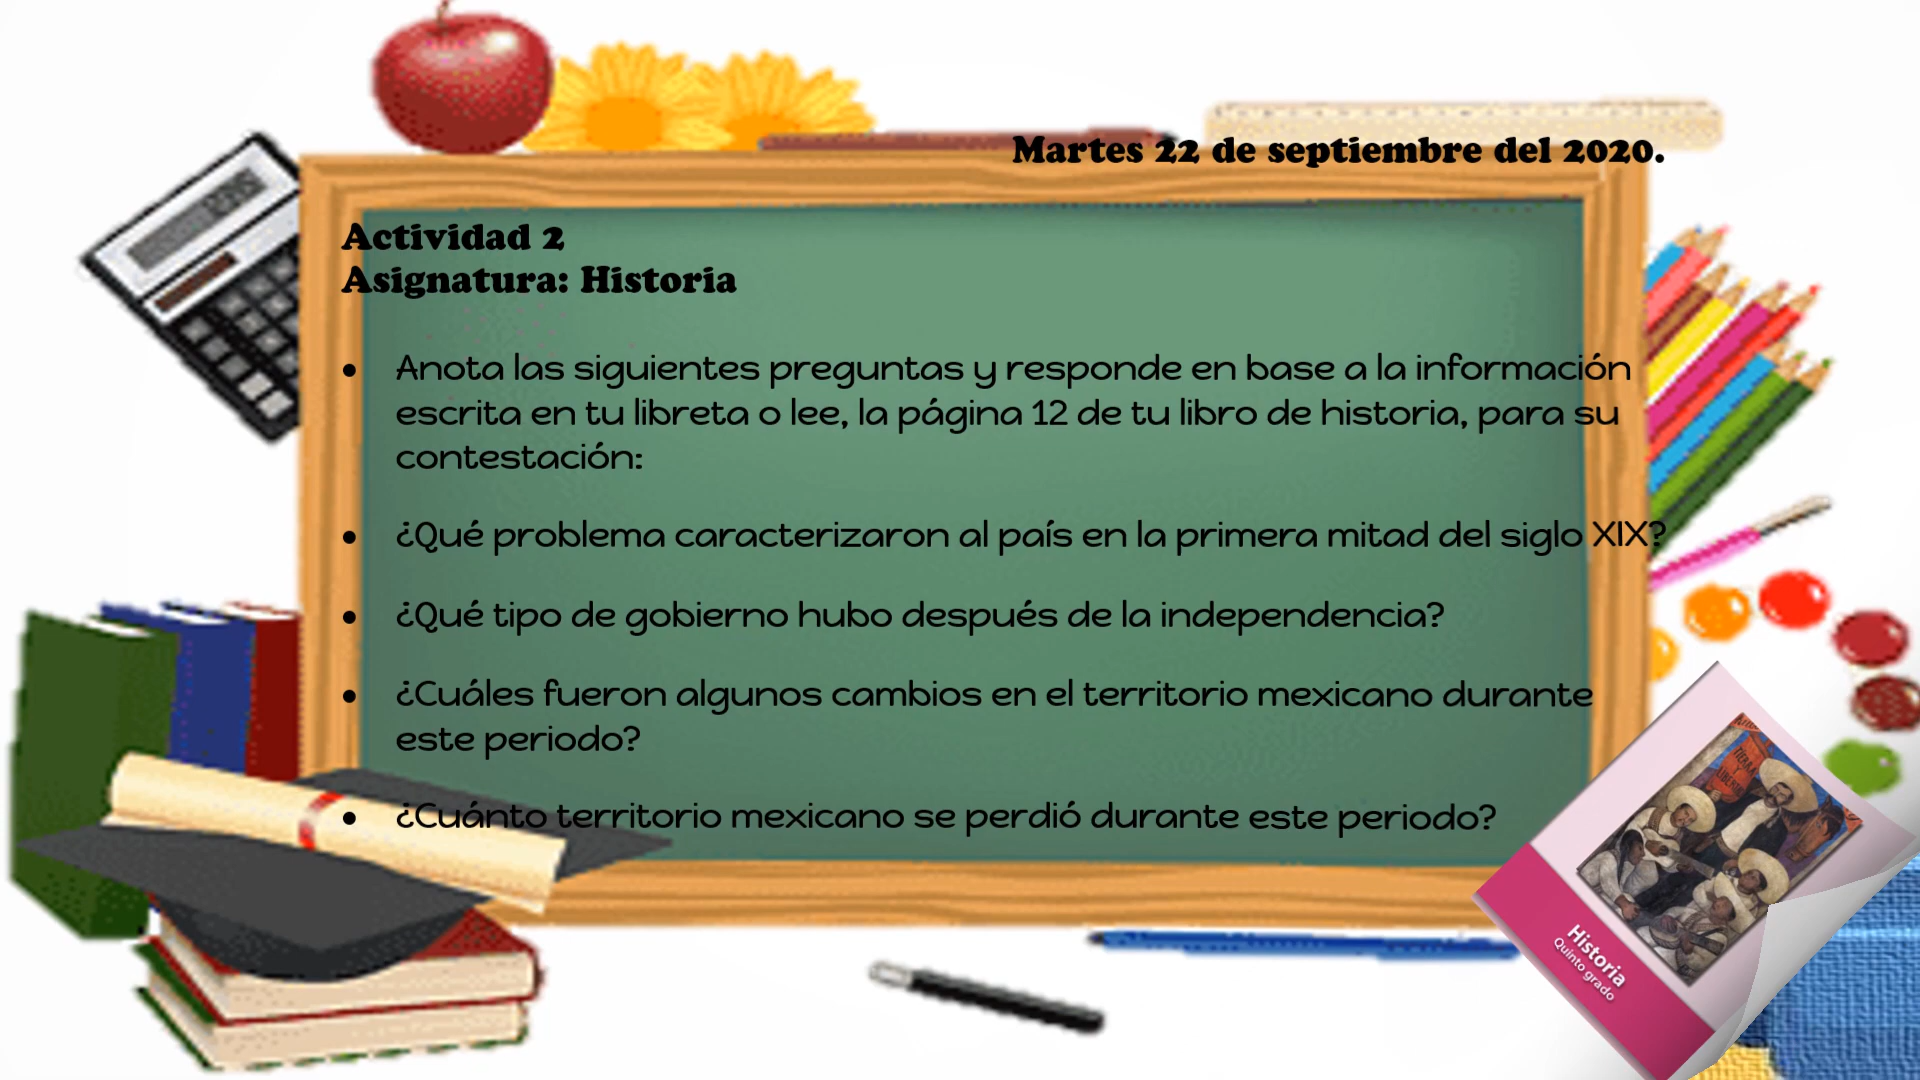 Martes 22 de septiembre del 2020.
Actividad 2
Asignatura: Historia
• Anota las siguientes preguntas y responde en base a la información
escrita en tu libreta o lee, la página 12 de tu libro de historia, para su
contestación:
• ¿Qué problema caracterizaron al país en la primera mitad del siglo XIX?
• ¿Qué tipo de gobierno hubo después de la independencia?
• ¿Cuáles fueron algunos cambios en el territorio mexicano durante
este periodo?
• ¿Cuánto territorio mexicano se perdió durante este periodo?
Historia
Quinto grado